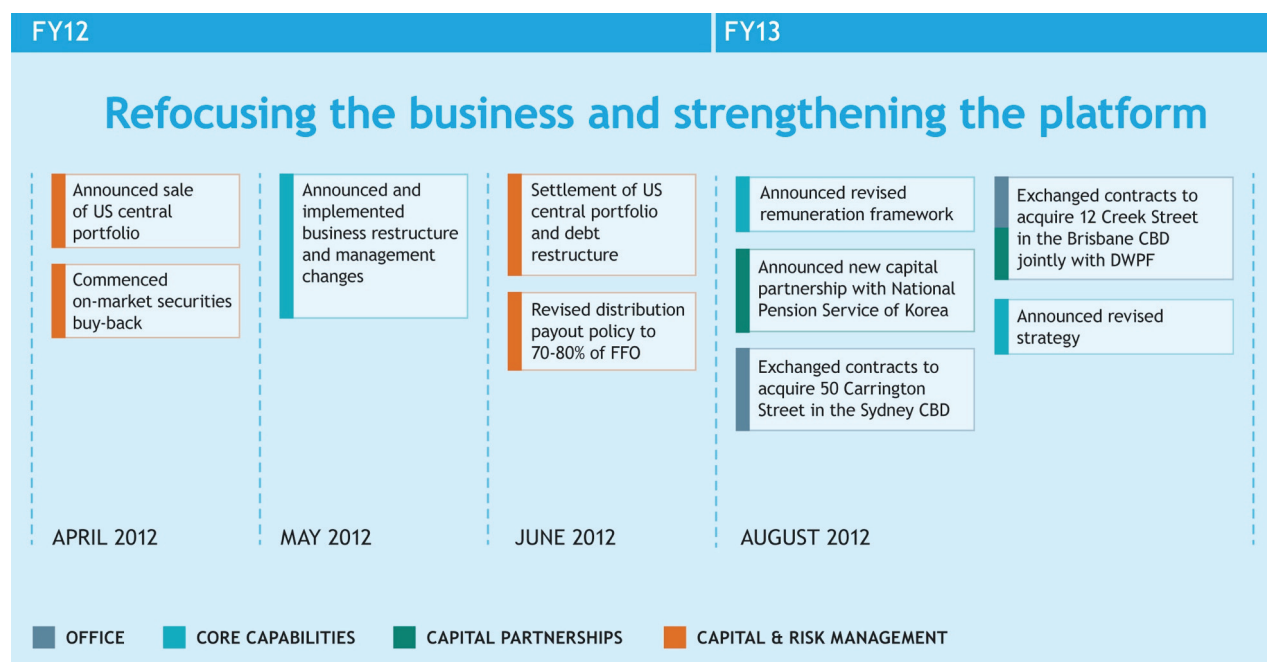 FY12
FY13
Refocusing the business and strengthening the platform
Announced sale
of US central
portfolio
Commenced
on-market securities
buy-back
APRIL 2012
Announced and
implemented
business restructure
and management
changes
MAY 2012
Settlement of US
central portfolio
and debt
restructure
Revised distribution
payout policy to
70-80% of FFO
JUNE 2012
Announced revised
remuneration framework
Announced new capital
partnership with National
Pension Service of Korea
Exchanged contracts to
acquire 50 Carrington
Street in the Sydney CBD
Exchanged contracts to
acquire 12 Creek Street
in the Brisbane CBD
jointly with DWPF
Announced revised
strategy
AUGUST 2012
OFFICE
CORE CAPABILITIES
CAPITAL PARTNERSHIPS
CAPITAL & RISK MANAGEMENT